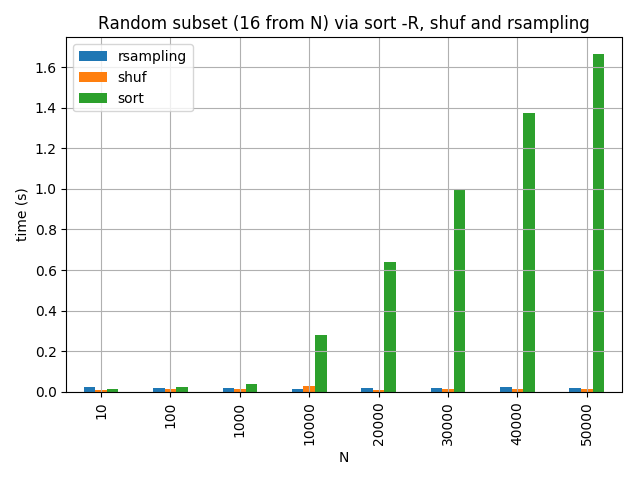 Random subset (16 from N) via sort -R, shuf and rsampling
rsampling
shuf
sort
time (s)
1.6
1.4
1.2
1.0
0.8
0.6
0.4
0.2
0.0
10
100
1000
10000
20000
30000
40000
50000
N